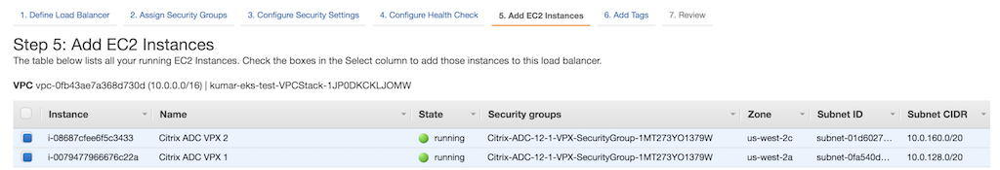 1. Define Load Balancer 2. Assign Security Groups 3. Configure Security Settings 4. Configure Health Check 5. Add EC2 Instances 6. Add Tags 7. Review
Step 5: Add EC2 Instances
The table below lists all your running EC2 Instances. Check the boxes in the Select column to add those instances to this load balancer.
VPC vpc-0fb43ae7a368d730d (10.0.0.0/16) | kumar-eks-test-VPCStack-1JP0DKCKLJOMW
Instance Name State Security groups Zone Subnet ID Subnet CIDR
i-08687cfee6f5c3433 Citrix ADC VPX 2 running Citrix-ADC-12-1-VPX-SecurityGroup-1MT273YO1379W us-west-2c subnet-01d6027... 10.0.160.0/20
i-0079477966676c22a Citrix ADC VPX 1 running Citrix-ADC-12-1-VPX-SecurityGroup-1MT273YO1379W us-west-2a subnet-0fa540d... 10.0.128.0/20